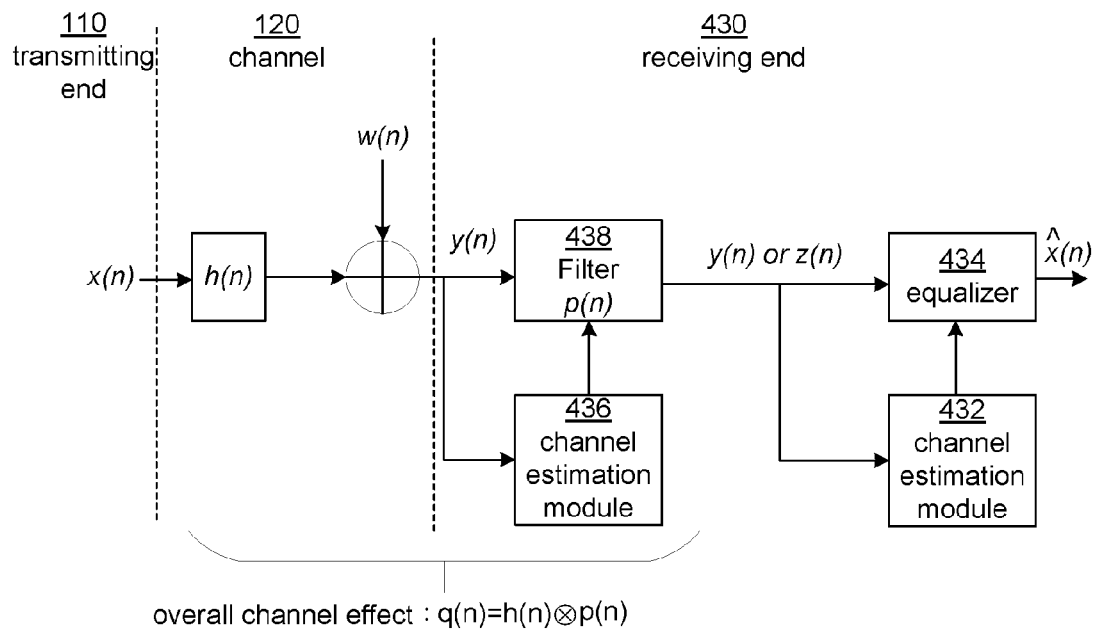 110
transmitting
end
120
channel
430
receiving end
w(n)
x(n)
h(n)
y(n)
438
Filter
p(n)
y(n) or z(n)
434
equalizer
^
x(n)
436
channel
estimation
module
432
channel
estimation
module
overall channel effect : q(n)=h(n)⊗p(n)